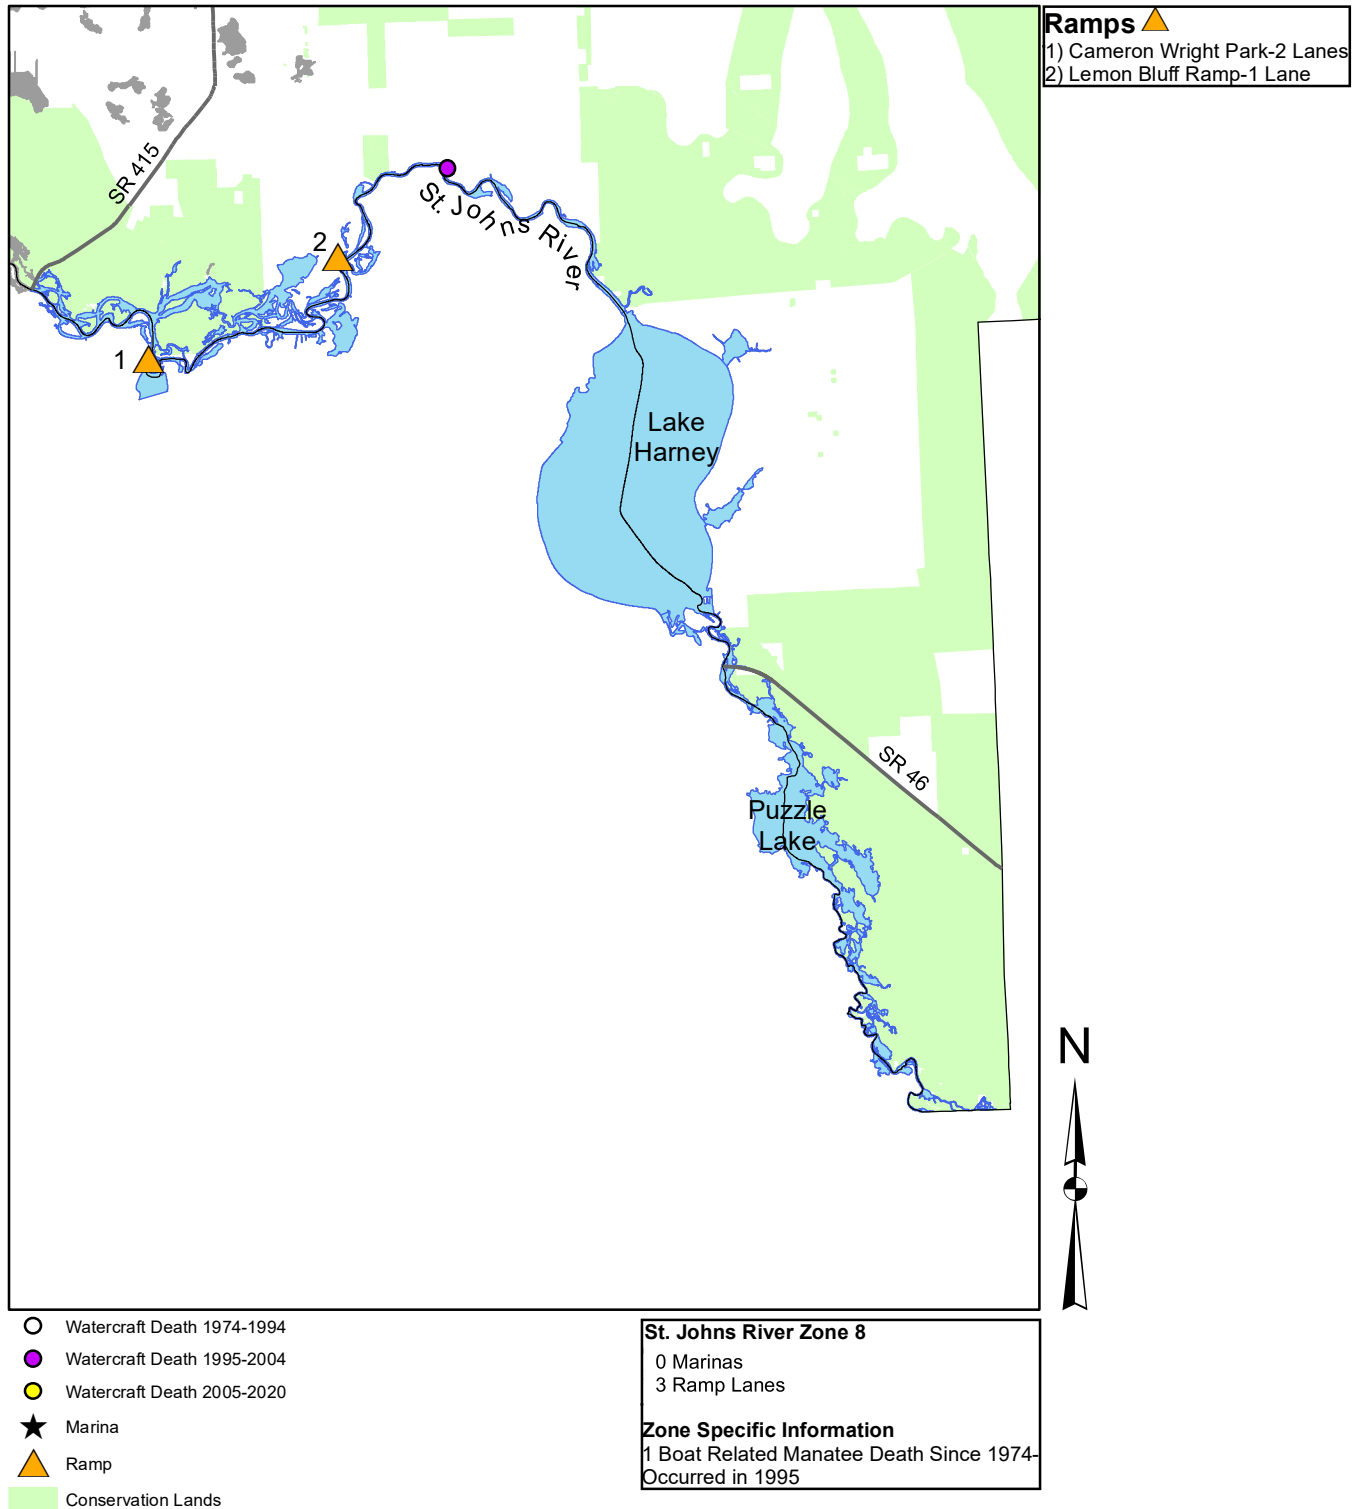 Ramps
1) Cameron Wright Park-2 Lanes
2) Lemon Bluff Ramp-1 Lane
SR 415
St. Johns River
2
1
Lake
Harney
SR 46
Puzzle
Lake
N
Watercraft Death 1974-1994
Watercraft Death 1995-2004
Watercraft Death 2005-2020
Marina
Ramp
Conservation Lands
St. Johns River Zone 8
0 Marinas
3 Ramp Lanes
Zone Specific Information
1 Boat Related Manatee Death Since 1974-
Occurred in 1995